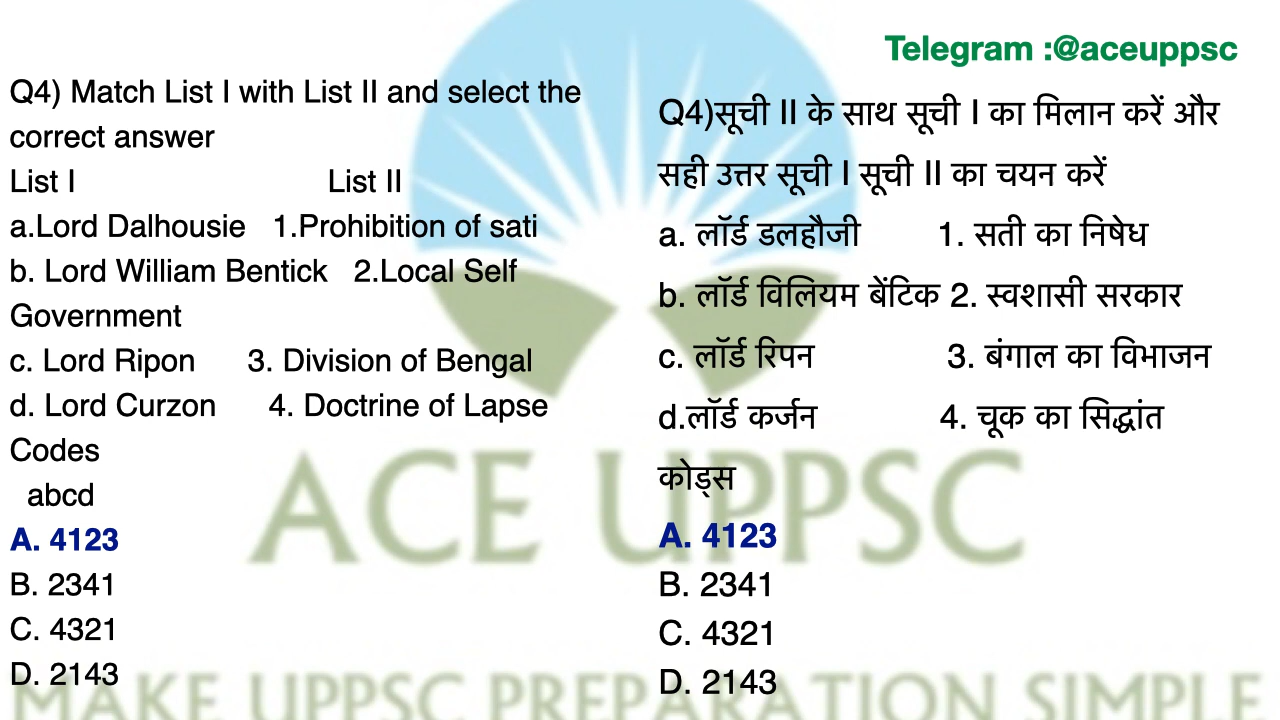 Telegram :@aceuppsc
Q4) Match List I with List II and select the
correct answer
List I List II
a.Lord Dalhousie 1.Prohibition of sati
b. Lord William Bentick 2.Local Self
Government
c. Lord Ripon 3. Division of Bengal
d. Lord Curzon 4. Doctrine of Lapse
Codes
abcd
A. 4123
B. 2341
C. 4321
D. 2143
Q4)सूची II के साथ सूची I का मिलान करें और
सही उत्तर सूची I सूची II का चयन करें
a. लॉर्ड डलहौजी 1. सती का निषेध
b. लॉर्ड विलियम बेंटिक 2. स्वशासी सरकार
c. लॉर्ड रिपन 3. बंगाल का विभाजन
d.लॉर्ड कर्जन 4. चूक का सिद्धांत
कोड्स
A. 4123
B. 2341
C. 4321
D. 2143
ACE UPPSC
MAKE UPPSC PREPARATION SIMPLE